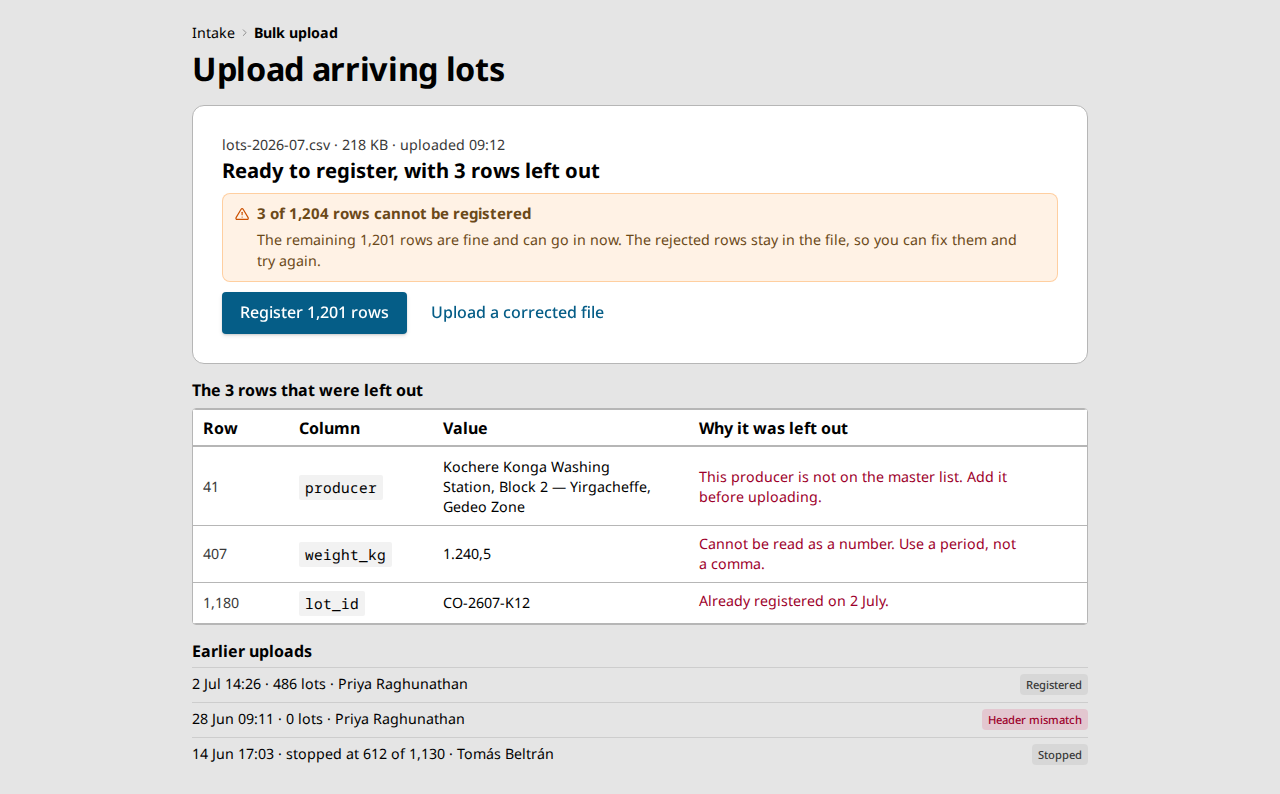 Intake › Bulk upload
Upload arriving lots
lots-2026-07.csv · 218 KB · uploaded 09:12
Ready to register, with 3 rows left out
3 of 1,204 rows cannot be registered
The remaining 1,201 rows are fine and can go in now. The rejected rows stay in the file, so you can fix them and
try again.
Register 1,201 rows
Upload a corrected file
The 3 rows that were left out
Row Column Value Why it was left out
41 producer Kochere Konga Washing
Station, Block 2 — Yirgacheffe,
Gedeo Zone
This producer is not on the master list. Add it
before uploading.
407 weight_kg 1.240,5 Cannot be read as a number. Use a period, not
a comma.
1,180 lot_id CO-2607-K12 Already registered on 2 July.
Earlier uploads
2 Jul 14:26 · 486 lots · Priya Raghunathan Registered
28 Jun 09:11 · 0 lots · Priya Raghunathan Header mismatch
14 Jun 17:03 · stopped at 612 of 1,130 · Tomás Beltrán Stopped